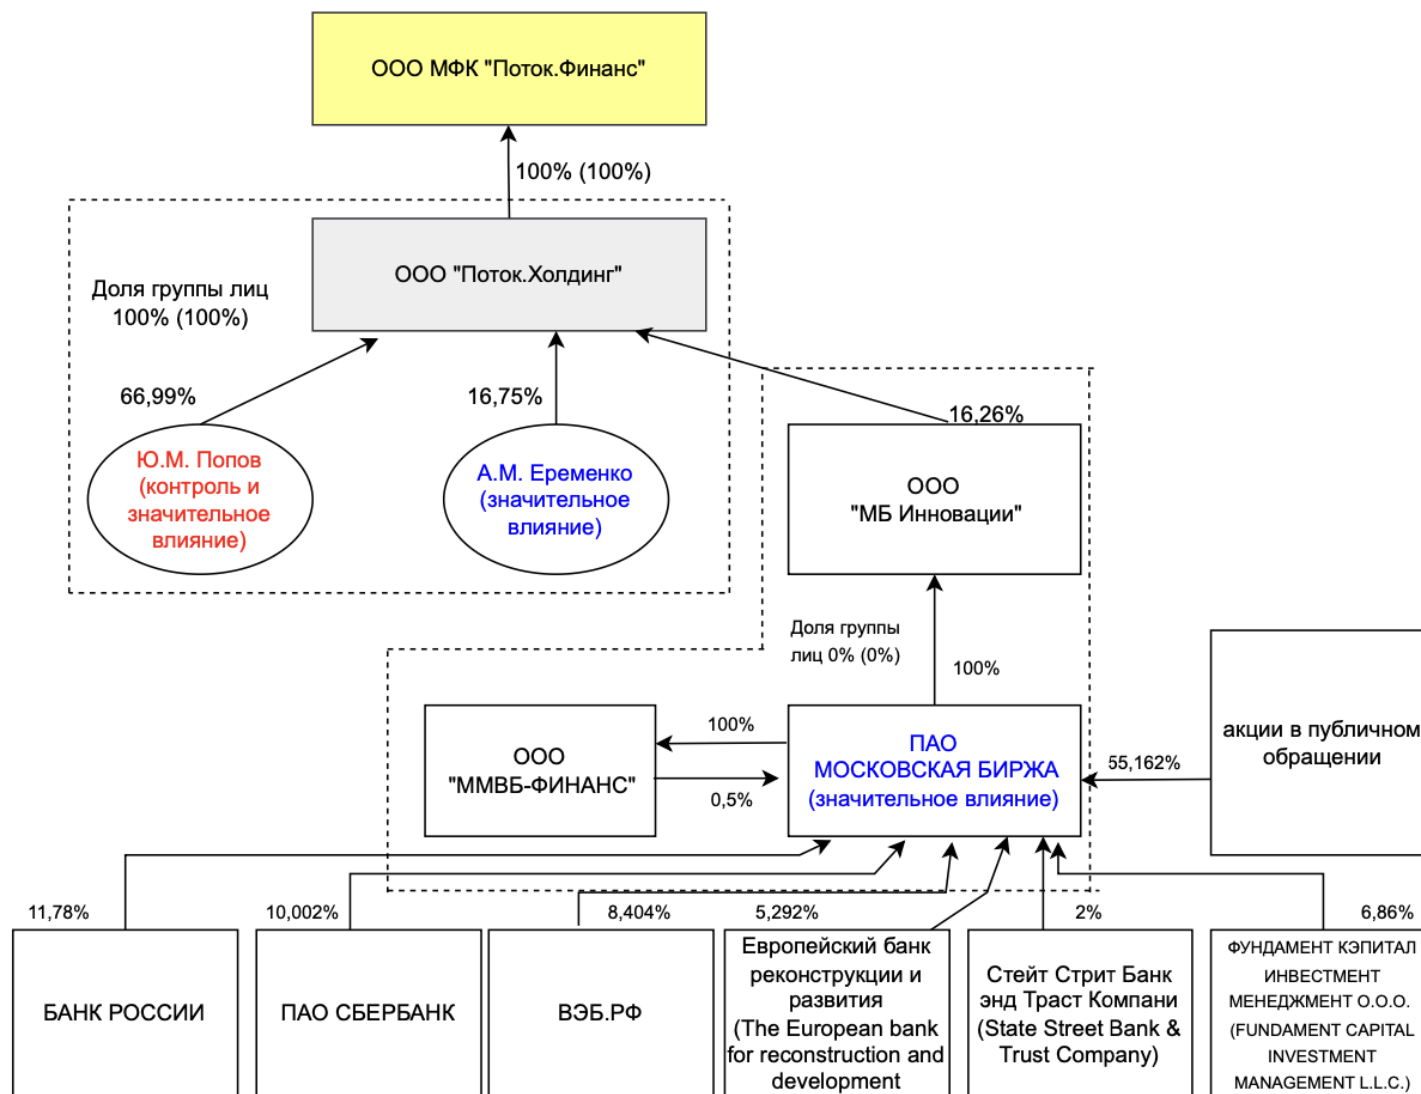 ООО МФК "Поток.Финанс"
100% (100%)
ООО "Поток.Холдинг"
Доля группы лиц
100% (100%)
66,99%
16,75%
16,26%
Ю.М. Попов
(контроль и
значительное
влияние)
А.М. Еременко
(значительное
влияние)
ООО
"МБ Инновации"
Доля группы
лиц 0% (0%)
100%
ООО
"ММВБ-ФИНАНС"
100%
0,5%
ПАО
МОСКОВСКАЯ БИРЖА
(значительное влияние)
55,162%
акции в публичном
обращении
11,78%
10,002%
8,404%
5,292%
2%
6,86%
БАНК РОССИИ
ПАО СБЕРБАНК
ВЭБ.РФ
Европейский банк
реконструкции и
развития
(The European bank
for reconstruction and
development
Стейт Стрит Банк
энд Траст Компани
(State Street Bank &
Trust Company)
ФУНДАМЕНТ КЭПИТАЛ
ИНВЕСТМЕНТ
МЕНЕДЖМЕНТ О.О.О.
(FUNDAMENT CAPITAL
INVESTMENT
MANAGEMENT L.L.C.)